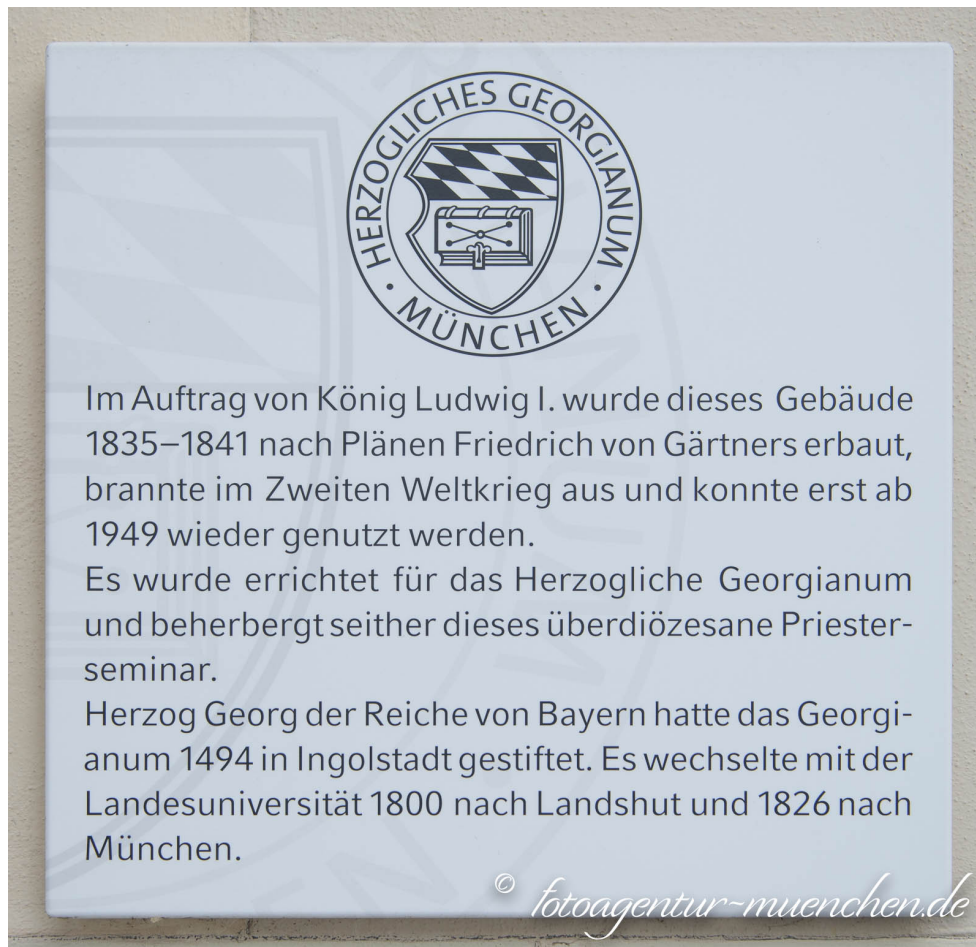 HERZOGLICHES GEORGIANUM
· MÜNCHEN ·
Im Auftrag von König Ludwig I. wurde dieses Gebäude
1835–1841 nach Plänen Friedrich von Gärtners erbaut,
brannte im Zweiten Weltkrieg aus und konnte erst ab
1949 wieder genutzt werden.
Es wurde errichtet für das Herzogliche Georgianum
und beherbergt seither dieses überdiözesane Priester-
seminar.
Herzog Georg der Reiche von Bayern hatte das Georgi-
anum 1494 in Ingolstadt gestiftet. Es wechselte mit der
Landesuniversität 1800 nach Landshut und 1826 nach
München.
© fotoagentur-muenchen.de